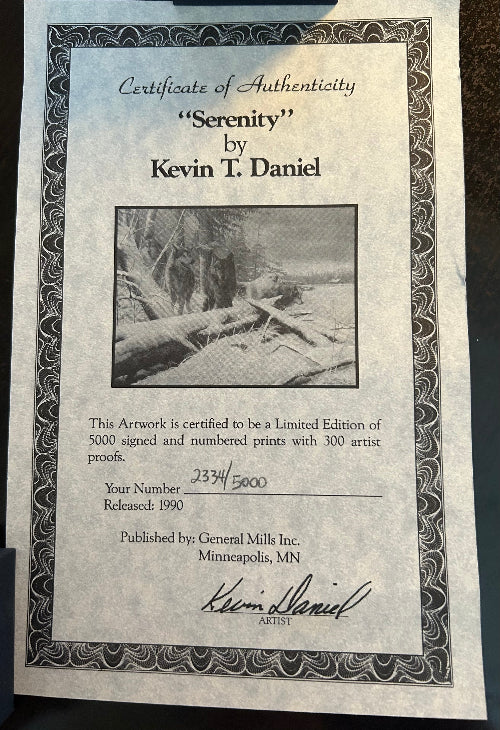 Certificate of Authenticity
“Serenity”
by
Kevin T. Daniel
This Artwork is certified to be a Limited Edition of
5000 signed and numbered prints with 300 artist
proofs.
Your Number 2334/5000
Released: 1990
Published by: General Mills Inc.
Minneapolis, MN
Kevin Daniel
ARTIST